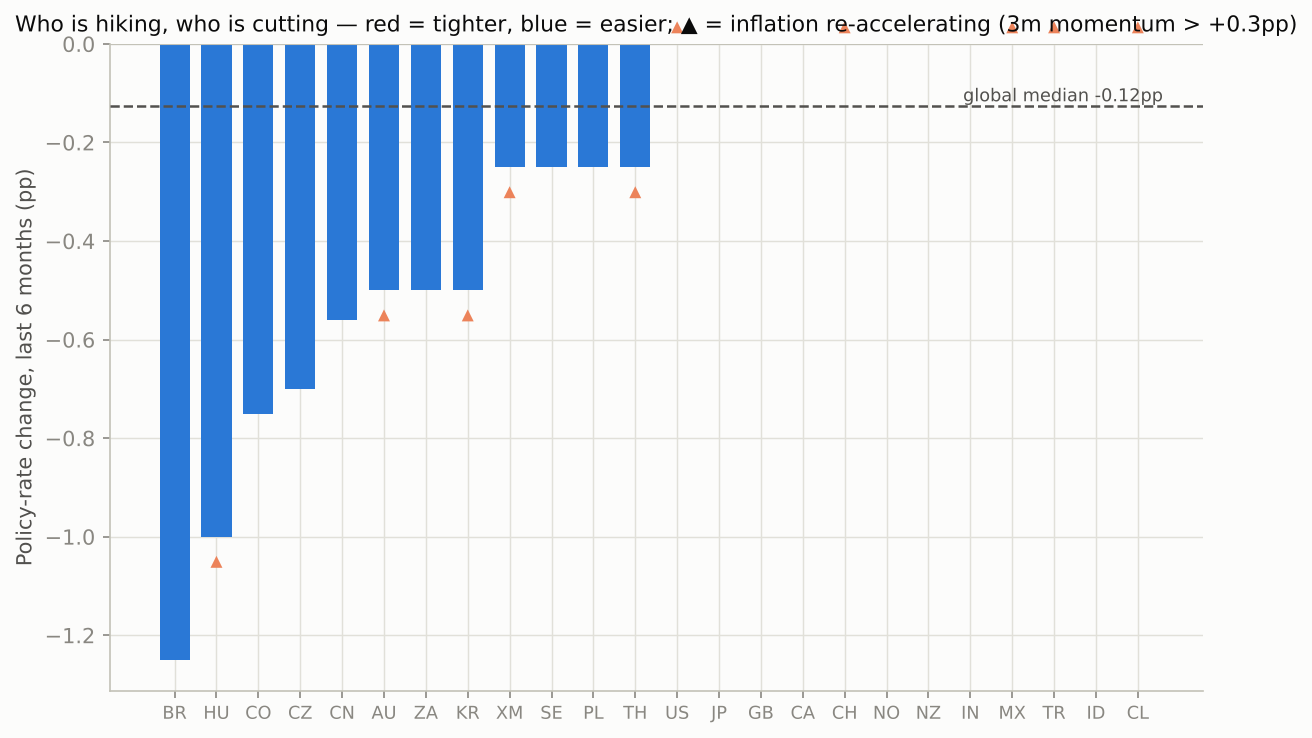 Who is hiking, who is cutting — red = tighter, blue = easier; ▲ = inflation re-accelerating (3m momentum > +0.3pp)
0.0
−0.2
−0.4
−0.6
−0.8
−1.0
−1.2
Policy-rate change, last 6 months (pp)
global median -0.12pp
BR HU CO CZ CN AU ZA KR XM SE PL TH US JP GB CA CH NO NZ IN MX TR ID CL